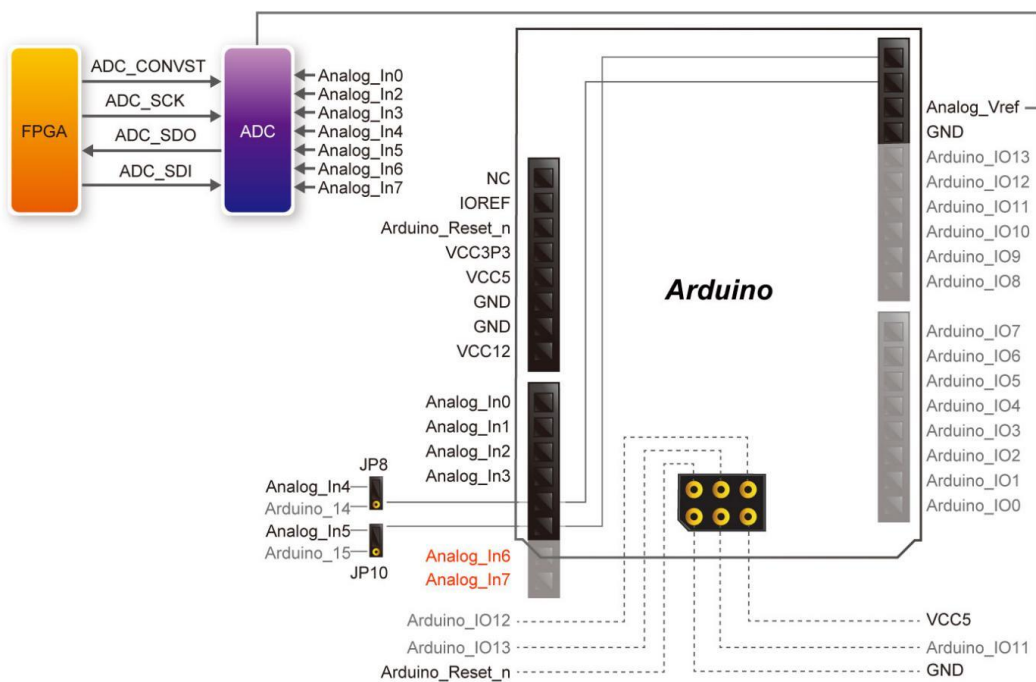 FPGA
ADC_CONVST
ADC_SCK
ADC_SDO
ADC_SDI
ADC
Analog_In0
Analog_In2
Analog_In3
Analog_In4
Analog_In5
Analog_In6
Analog_In7
NC
IOREF
Arduino_Reset_n
VCC3P3
VCC5
GND
GND
VCC12
Analog_In0
Analog_In1
Analog_In2
Analog_In3
JP8
Analog_In4
Arduino_14
Analog_In5
Arduino_15
JP10
Analog_In6
Analog_In7
Arduino_IO12
Arduino_IO13
Arduino_Reset_n
Arduino
Analog_Vref
GND
Arduino_IO13
Arduino_IO12
Arduino_IO11
Arduino_IO10
Arduino_IO9
Arduino_IO8
Arduino_IO7
Arduino_IO6
Arduino_IO5
Arduino_IO4
Arduino_IO3
Arduino_IO2
Arduino_IO1
Arduino_IO0
VCC5
Arduino_IO11
GND